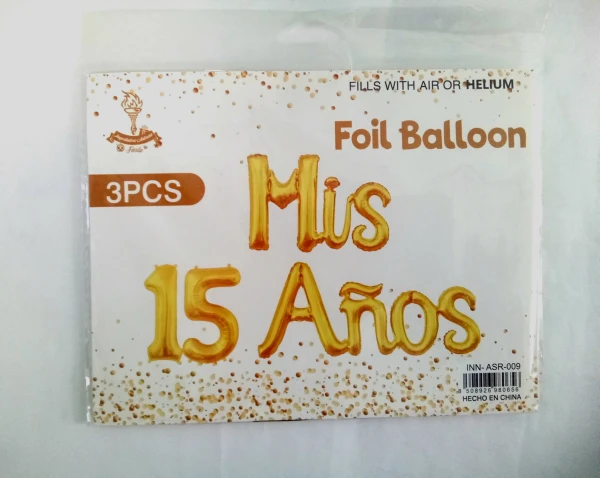 FILLS WITH AIR OR HELIUM
Foil Balloon
3PCS
Mis
15 Años
INN- ASR-009
HECHO EN CHINA